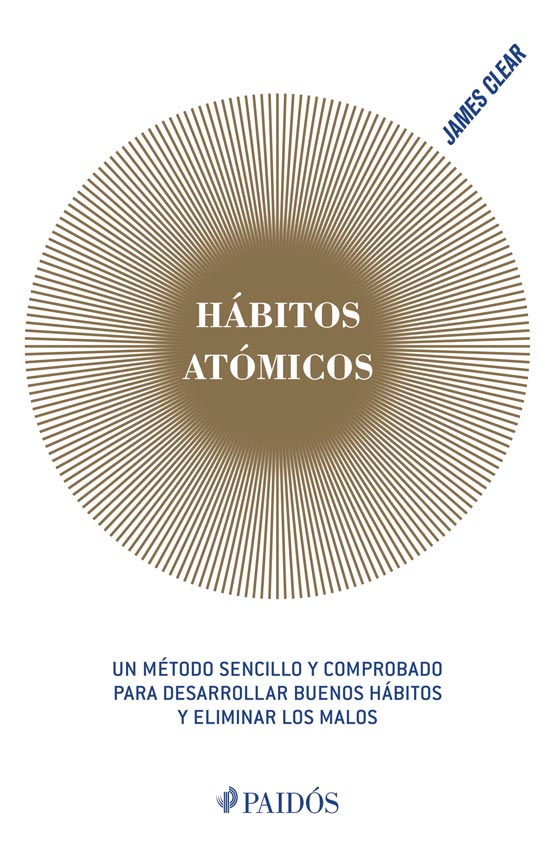 JAMES CLEAR
HÁBITOS
ATÓMICOS
UN MÉTODO SENCILLO Y COMPROBADO
PARA DESARROLLAR BUENOS HÁBITOS
Y ELIMINAR LOS MALOS
PAIDÓS